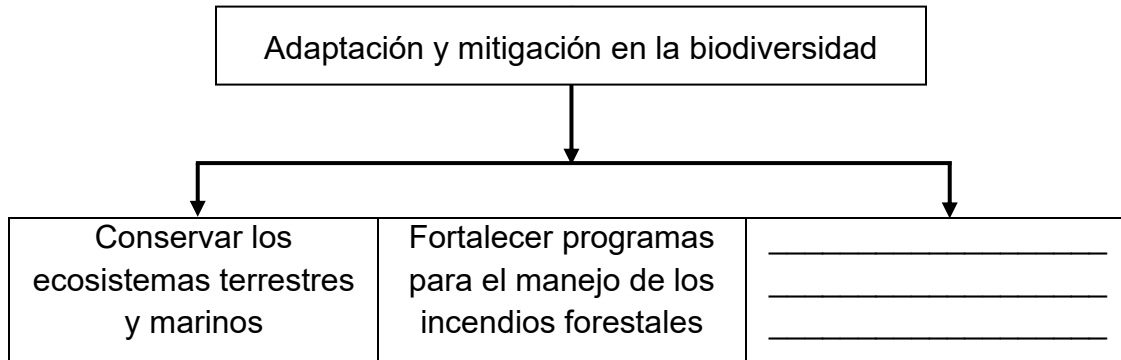 Adaptación y mitigación en la biodiversidad
Conservar los
ecosistemas terrestres
y marinos
Fortalecer programas
para el manejo de los
incendios forestales